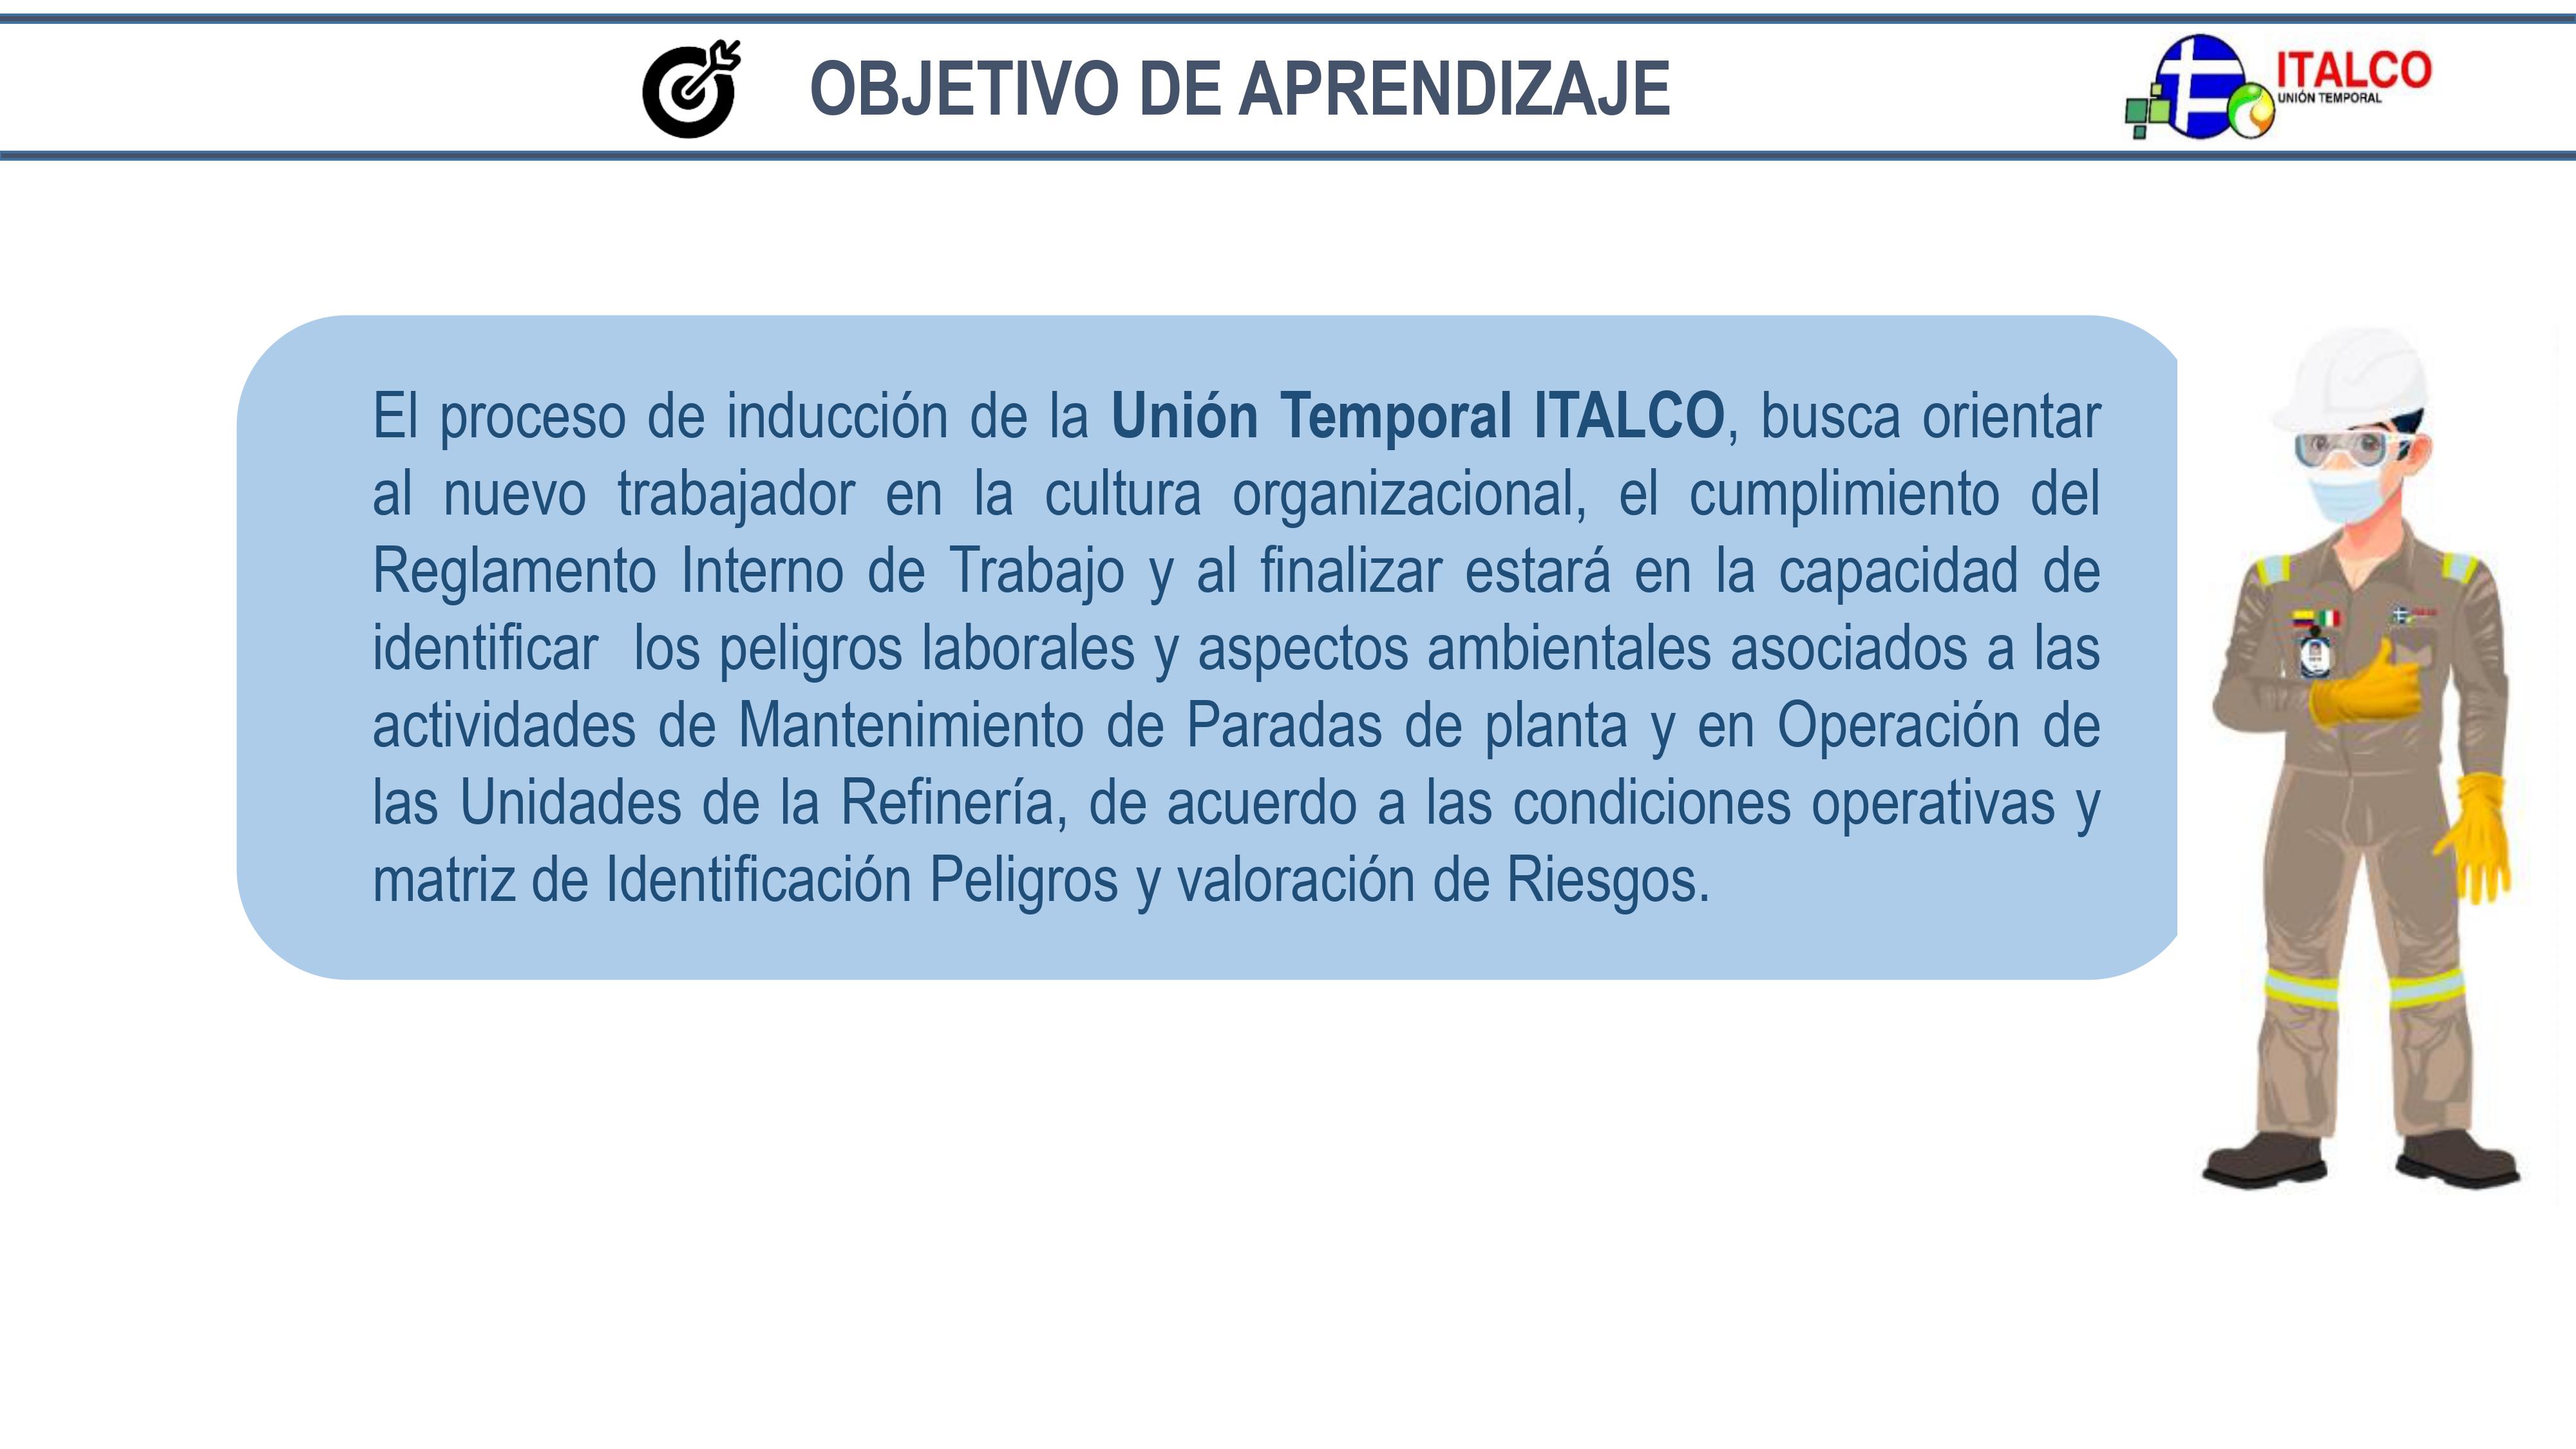 OBJETIVO DE APRENDIZAJE
ITALCO
UNIÓN TEMPORAL
El proceso de inducción de la Unión Temporal ITALCO, busca orientar
al nuevo trabajador en la cultura organizacional, el cumplimiento del
Reglamento Interno de Trabajo y al finalizar estará en la capacidad de
identificar  los peligros laborales y aspectos ambientales asociados a las
actividades de Mantenimiento de Paradas de planta y en Operación de
las Unidades de la Refinería, de acuerdo a las condiciones operativas y
matriz de Identificación Peligros y valoración de Riesgos.